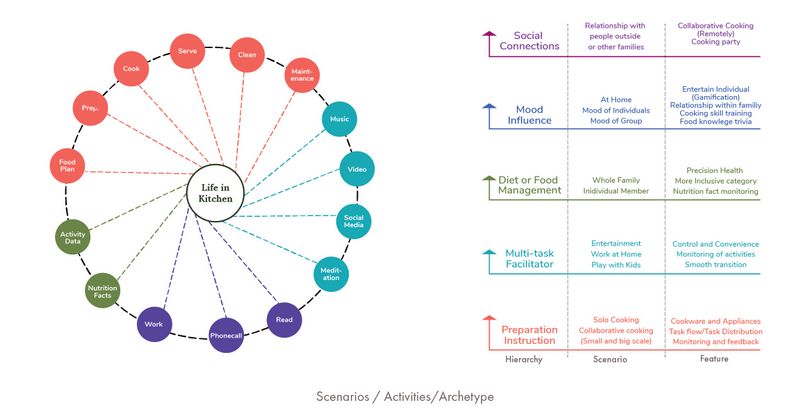 Serve
Clean
Cook
Maint-
enance
Prep.
Music
Food
Plan
Video
Life in
Kitchen
Social
Media
Activity
Data
Medit-
ation
Nutrition
Facts
Work
Phonecall
Read
Social
Connections
Relationship with
people outside
or other families
Collaborative Cooking
(Remotely)
Cooking party
Mood
Influence
At Home
Mood of Individuals
Mood of Group
Entertain Individual
(Gamification)
Relationship within familiy
Cooking skill training
Food knowlege trivia
Diet or Food
Management
Whole Family
Inidividual Member
Precision Health
More Inclusive category
Nutrition fact monitoring
Multi-task
Facilitator
Entertainment
Work at Home
Play with Kids
Control and Convenience
Monitoring of activities
Smooth transition
Preparation
Instruction
Solo Cooking
Collaborative cooking
(Small and big scale)
Cookware and Appliances
Task flow/Task Distribution
Monitoring and feedback
Hierarchy
Scenario
Feature
Scenarios / Activities/Archetype